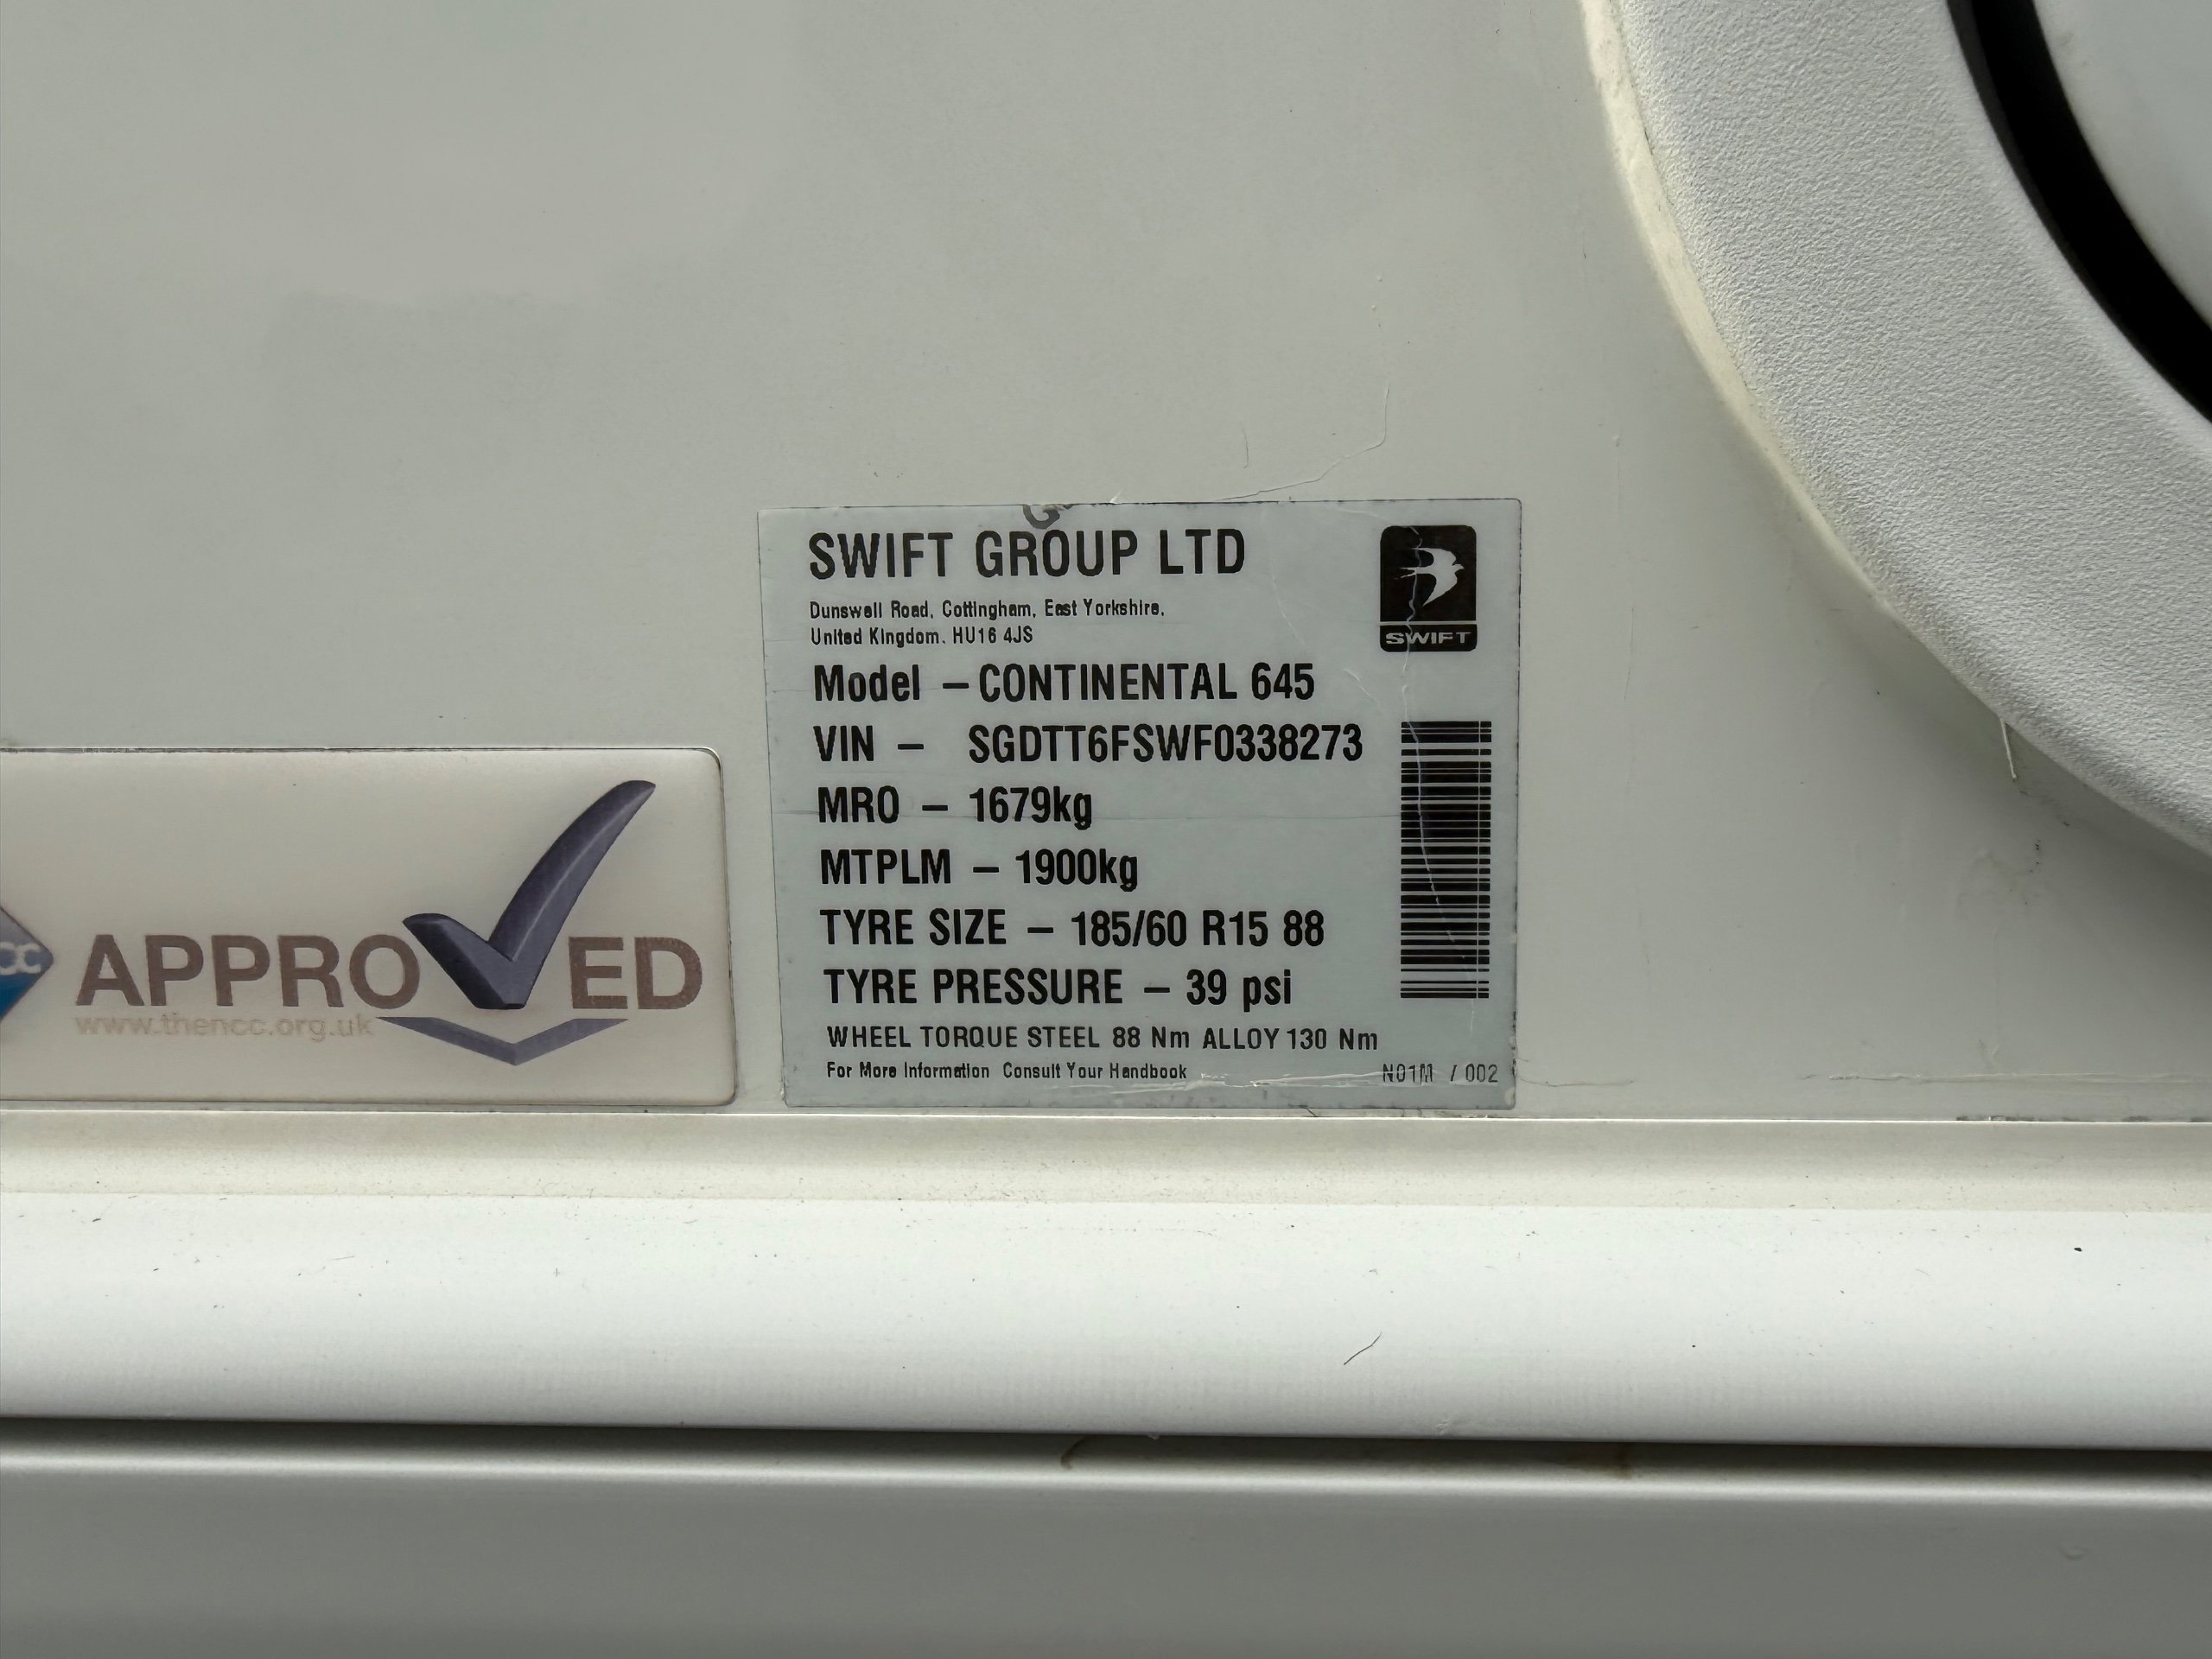 SWIFT GROUP LTD
Dunswell Road, Cottingham, East Yorkshire.
United Kingdom. HU16 4JS
SWIFT
Model – CONTINENTAL 645
VIN – SGDTT6FSWF0338273
MRO – 1679kg
MTPLM – 1900kg
TYRE SIZE – 185/60 R15 88
TYRE PRESSURE – 39 psi
WHEEL TORQUE STEEL 88 Nm ALLOY 130 Nm
For More Information Consult Your Handbook
N01M / 002
APPROVED
www.thencc.org.uk